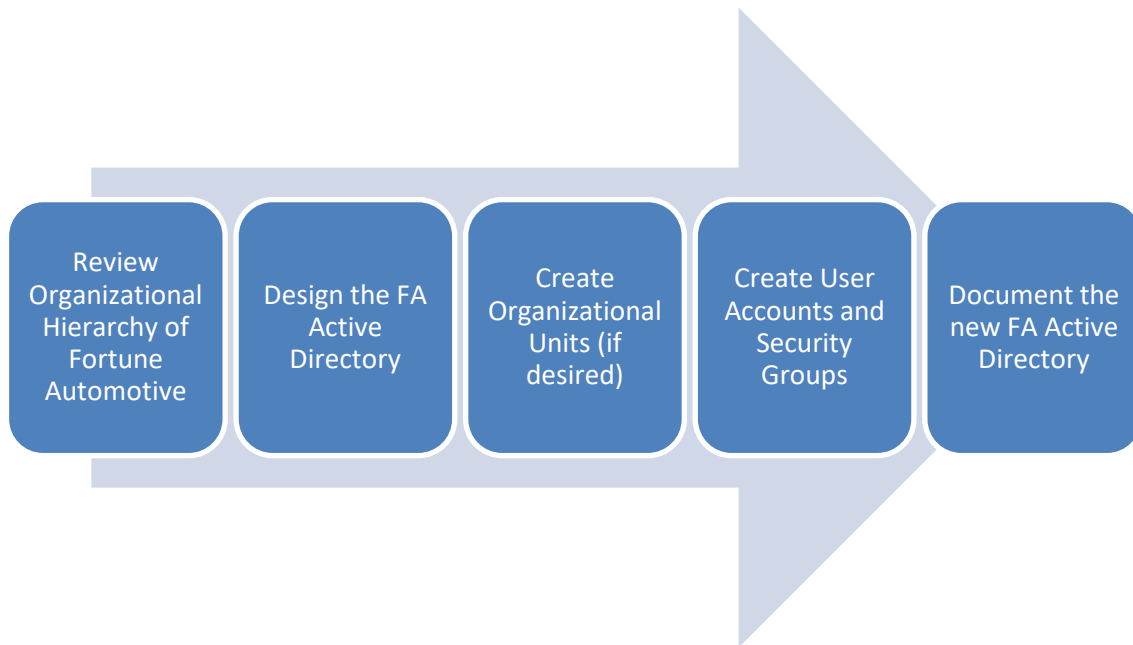 Review
Organizational
Hierarchy of
Fortune
Automotive
Design the FA
Active
Directory
Create
Organizational
Units (if
desired)
Create User
Accounts and
Security
Groups
Document the
new FA Active
Directory